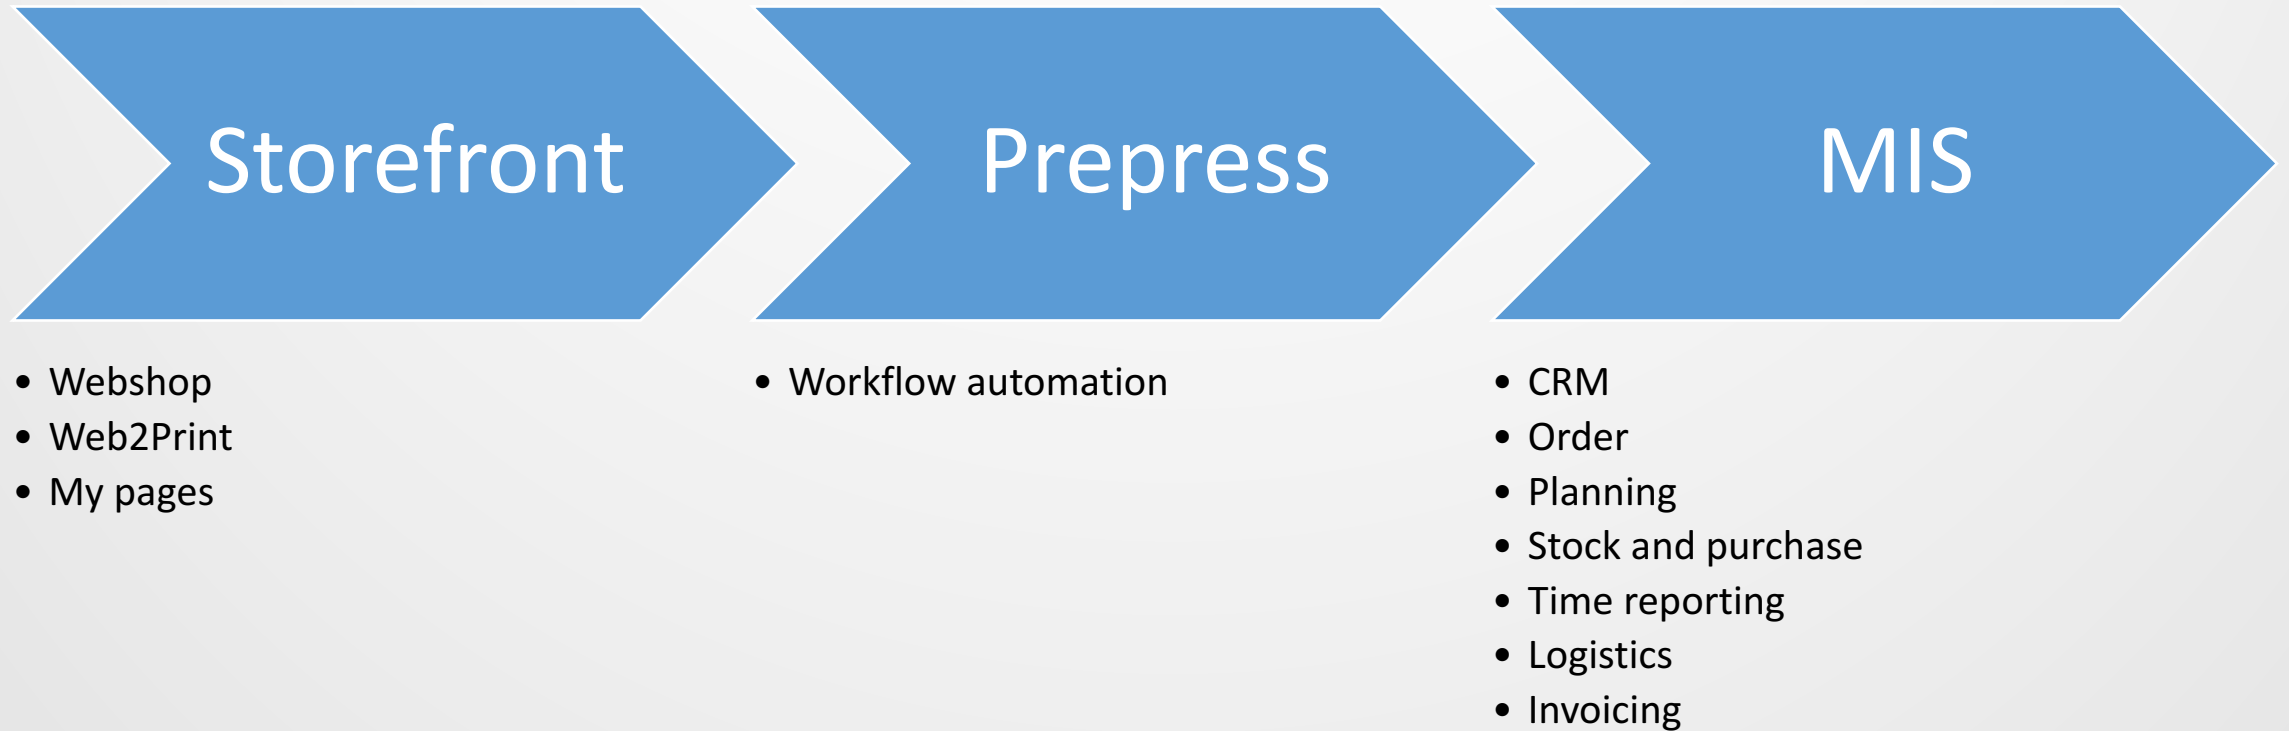 Storefront
• Webshop
• Web2Print
• My pages
Prepress
• Workflow automation
MIS
• CRM
• Order
• Planning
• Stock and purchase
• Time reporting
• Logistics
• Invoicing